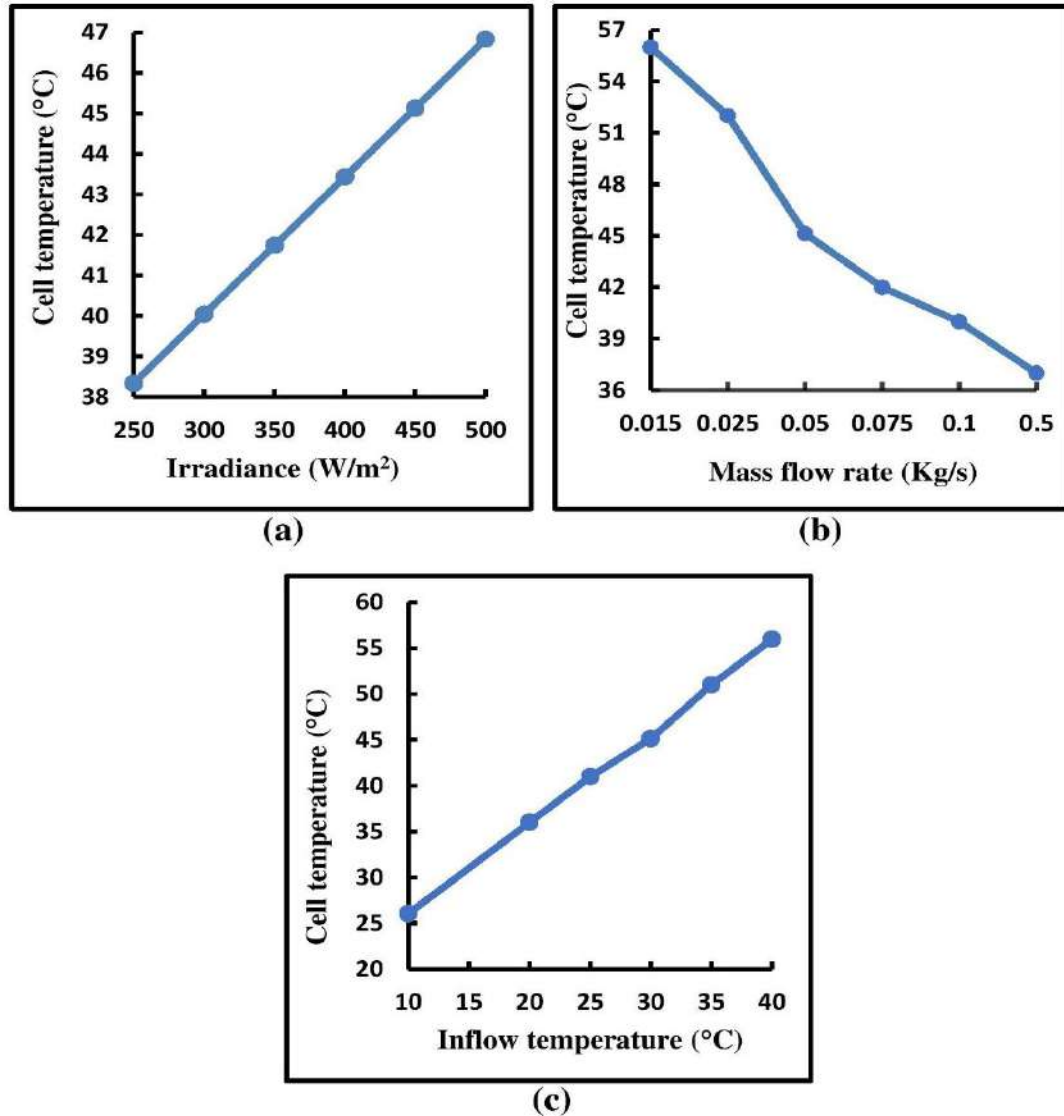 47
46
45
44
43
42
41
40
39
38
Cell temperature (°C)
250 300 350 400 450 500
Irradiance (W/m²)
(a)
57
54
51
48
45
42
39
36
Cell temperature (°C)
0.015 0.025 0.05 0.075 0.1 0.5
Mass flow rate (Kg/s)
(b)
60
55
50
45
40
35
30
25
20
Cell temperature (°C)
10 15 20 25 30 35 40
Inflow temperature (°C)
(c)